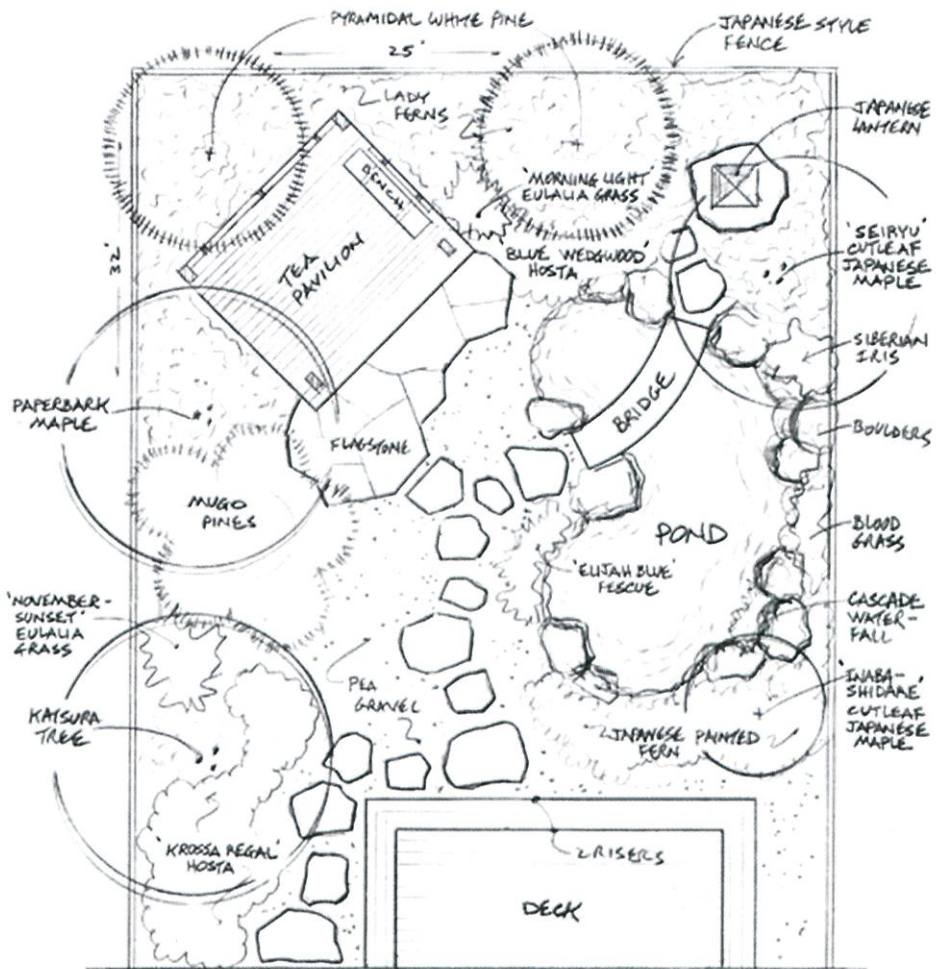 PYRAMIDAL WHITE PINE
25'
JAPANESE STYLE
FENCE
LADY
FERNS
JAPANESE
LANTERN
BENCH
'MORNING LIGHT'
EULALIA GRASS
TEA
PAVILION
BLUE WEDGWOOD'
HOSTA
'SEIRYU'
CUTLEAF
JAPANESE
MAPLE
32'
SIBERIAN
IRIS
BRIDGE
PAPERBARK
MAPLE
FLAGSTONE
BOULDERS
MUGO
PINES
POND
BLOOD
GRASS
'ELIJAH BLUE'
FESCUE
'NOVEMBER-
SUNSET'
EULALIA
GRASS
CASCADE
WATER-
FALL
PEA
GRAVEL
'INABA-
SHIDARE'
CUTLEAF
JAPANESE
MAPLE
KATSURA
TREE
JAPANESE PAINTED
FERN
'KROSSA REGAL'
HOSTA
2 RISERS
DECK